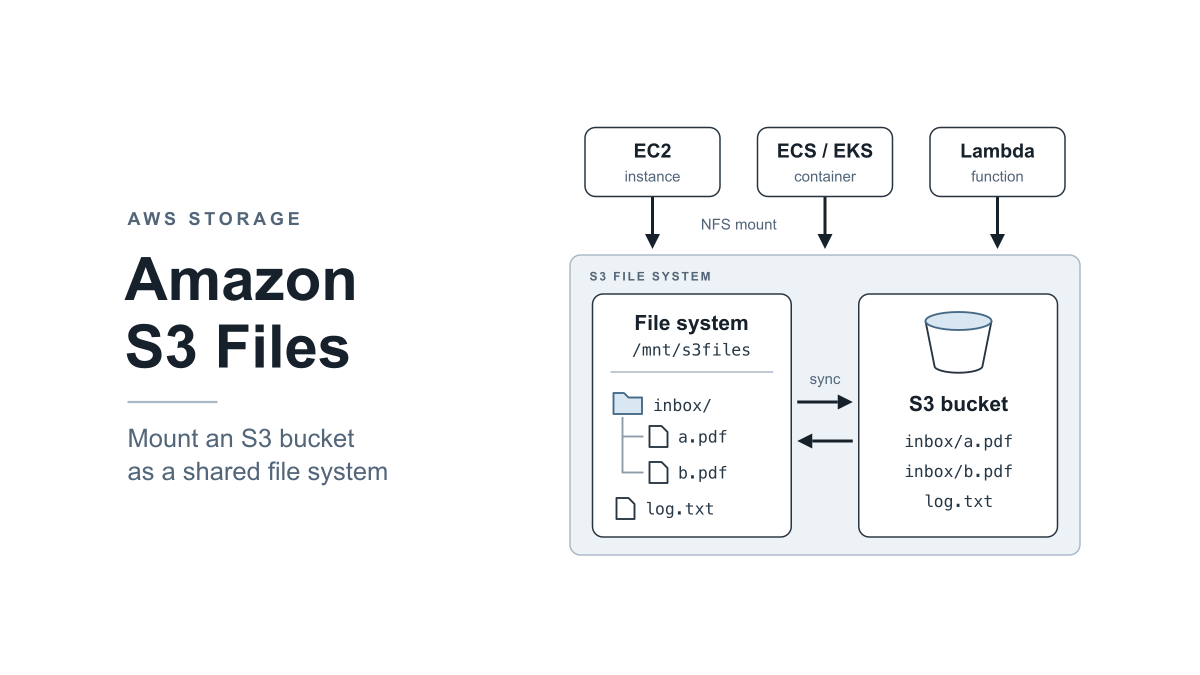 AWS STORAGE
Amazon
S3 Files
Mount an S3 bucket
as a shared file system
EC2
instance
ECS / EKS
container
Lambda
function
NFS mount
S3 FILE SYSTEM
File system
/mnt/s3files
inbox/
a.pdf
b.pdf
log.txt
sync
S3 bucket
inbox/a.pdf
inbox/b.pdf
log.txt